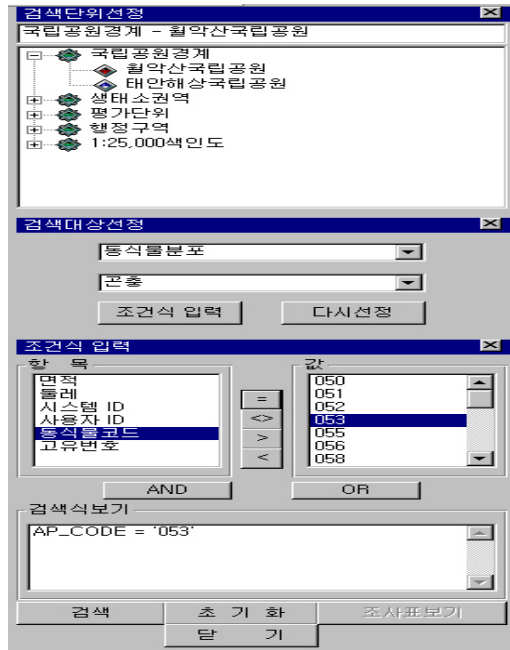 검색단위선정
국립공원경계 - 월악산국립공원
국립공원경계
월악산국립공원
태안해상국립공원
생태소권역
평가단위
행정구역
1:25,000색인도
검색대상선정
동식물분포
곤충
조건식 입력 다시선정
조건식 입력
항 목
면적
둘레
시스템 ID
사용자 ID
동식물코드
고유번호
=
<>
>
<
값
050
051
052
053
055
056
058
AND OR
검색식보기
AP_CODE = '053'
검색 초 기 화 조사표보기
닫 기